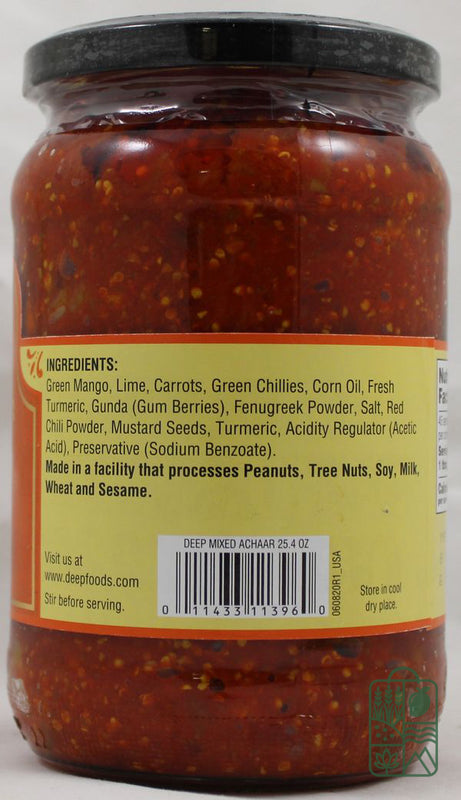 INGREDIENTS:
Green Mango, Lime, Carrots, Green Chillies, Corn Oil, Fresh
Turmeric, Gunda (Gum Berries), Fenugreek Powder, Salt, Red
Chili Powder, Mustard Seeds, Turmeric, Acidity Regulator (Acetic
Acid), Preservative (Sodium Benzoate).
Made in a facility that processes Peanuts, Tree Nuts, Soy, Milk,
Wheat and Sesame.
DEEP MIXED ACHAAR 25.4 OZ
0 11433 11396 0
060820R1_USA
Visit us at
www.deepfoods.com
Stir before serving.
Store in cool
dry place.